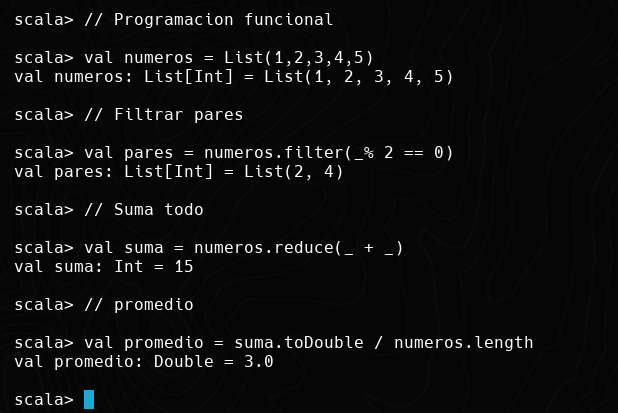 scala> // Programacion funcional
scala> val numeros = List(1,2,3,4,5)
val numeros: List[Int] = List(1, 2, 3, 4, 5)
scala> // Filtrar pares
scala> val pares = numeros.filter(_% 2 == 0)
val pares: List[Int] = List(2, 4)
scala> // Suma todo
scala> val suma = numeros.reduce(_ + _)
val suma: Int = 15
scala> // promedio
scala> val promedio = suma.toDouble / numeros.length
val promedio: Double = 3.0
scala>